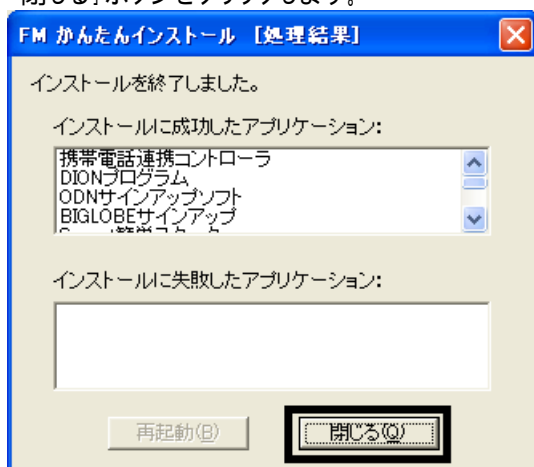 閉じる］ボタンをクリックします。
FM かんたんインストール [処理結果]
インストールを終了しました。
インストールに成功したアプリケーション:
携帯電話連携コントローラ
DIONプログラム
ODNサインアップソフト
BIGLOBEサインアップ
インストールに失敗したアプリケーション:
再起動(B)
閉じる(Q)